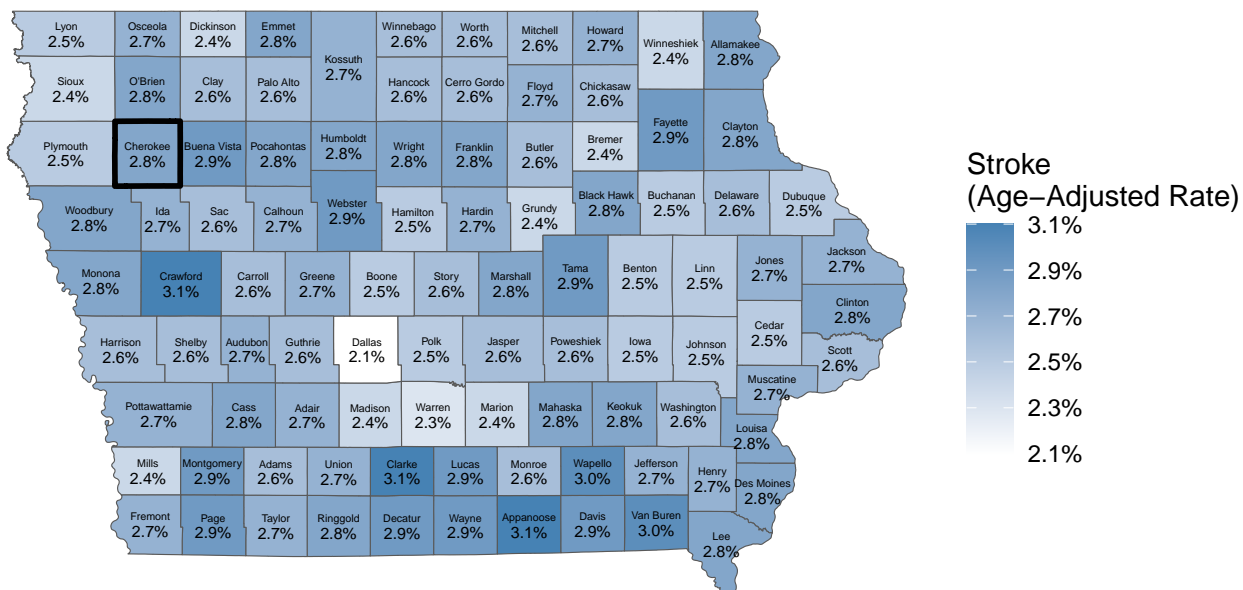 Lyon
2.5%
Osceola
2.7%
Dickinson
2.4%
Emmet
2.8%
Kossuth
2.7%
Winnebago
2.6%
Worth
2.6%
Mitchell
2.6%
Howard
2.7%
Winneshiek
2.4%
Allamakee
2.8%
Sioux
2.4%
O'Brien
2.8%
Clay
2.6%
Palo Alto
2.6%
Hancock
2.6%
Cerro Gordo
2.6%
Floyd
2.7%
Chickasaw
2.6%
Fayette
2.9%
Clayton
2.8%
Plymouth
2.5%
Cherokee
2.8%
Buena Vista
2.9%
Pocahontas
2.8%
Humboldt
2.8%
Wright
2.8%
Franklin
2.8%
Butler
2.6%
Bremer
2.4%
Woodbury
2.8%
Ida
2.7%
Sac
2.6%
Calhoun
2.7%
Webster
2.9%
Hamilton
2.5%
Hardin
2.7%
Grundy
2.4%
Black Hawk
2.8%
Buchanan
2.5%
Delaware
2.6%
Dubuque
2.5%
Monona
2.8%
Crawford
3.1%
Carroll
2.6%
Greene
2.7%
Boone
2.5%
Story
2.6%
Marshall
2.8%
Tama
2.9%
Benton
2.5%
Linn
2.5%
Jones
2.7%
Jackson
2.7%
Clinton
2.8%
Harrison
2.6%
Shelby
2.6%
Audubon
2.7%
Guthrie
2.6%
Dallas
2.1%
Polk
2.5%
Jasper
2.6%
Poweshiek
2.6%
Iowa
2.5%
Johnson
2.5%
Cedar
2.5%
Scott
2.6%
Muscatine
2.7%
Pottawattamie
2.7%
Cass
2.8%
Adair
2.7%
Madison
2.4%
Warren
2.3%
Marion
2.4%
Mahaska
2.8%
Keokuk
2.8%
Washington
2.6%
Louisa
2.8%
Mills
2.4%
Montgomery
2.9%
Adams
2.6%
Union
2.7%
Clarke
3.1%
Lucas
2.9%
Monroe
2.6%
Wapello
3.0%
Jefferson
2.7%
Henry
2.7%
Des Moines
2.8%
Fremont
2.7%
Page
2.9%
Taylor
2.7%
Ringgold
2.8%
Decatur
2.9%
Wayne
2.9%
Appanoose
3.1%
Davis
2.9%
Van Buren
3.0%
Lee
2.8%
Stroke
(Age−Adjusted Rate)
3.1%
2.9%
2.7%
2.5%
2.3%
2.1%